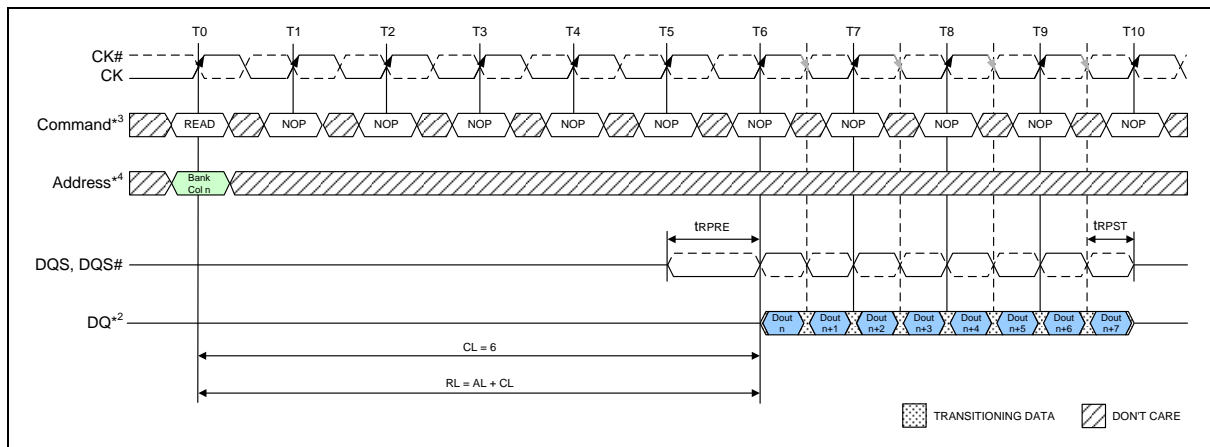 T0 T1 T2 T3 T4 T5 T6 T7 T8 T9 T10
CK#
CK
Command*3 READ NOP NOP NOP NOP NOP NOP NOP NOP NOP NOP
Address*4 Bank
Col n
tRPRE tRPST
DQS, DQS#
DQ*2 Dout Dout Dout Dout Dout Dout Dout Dout
n n+1 n+2 n+3 n+4 n+5 n+6 n+7
CL = 6
RL = AL + CL
TRANSITIONING DATA DON'T CARE